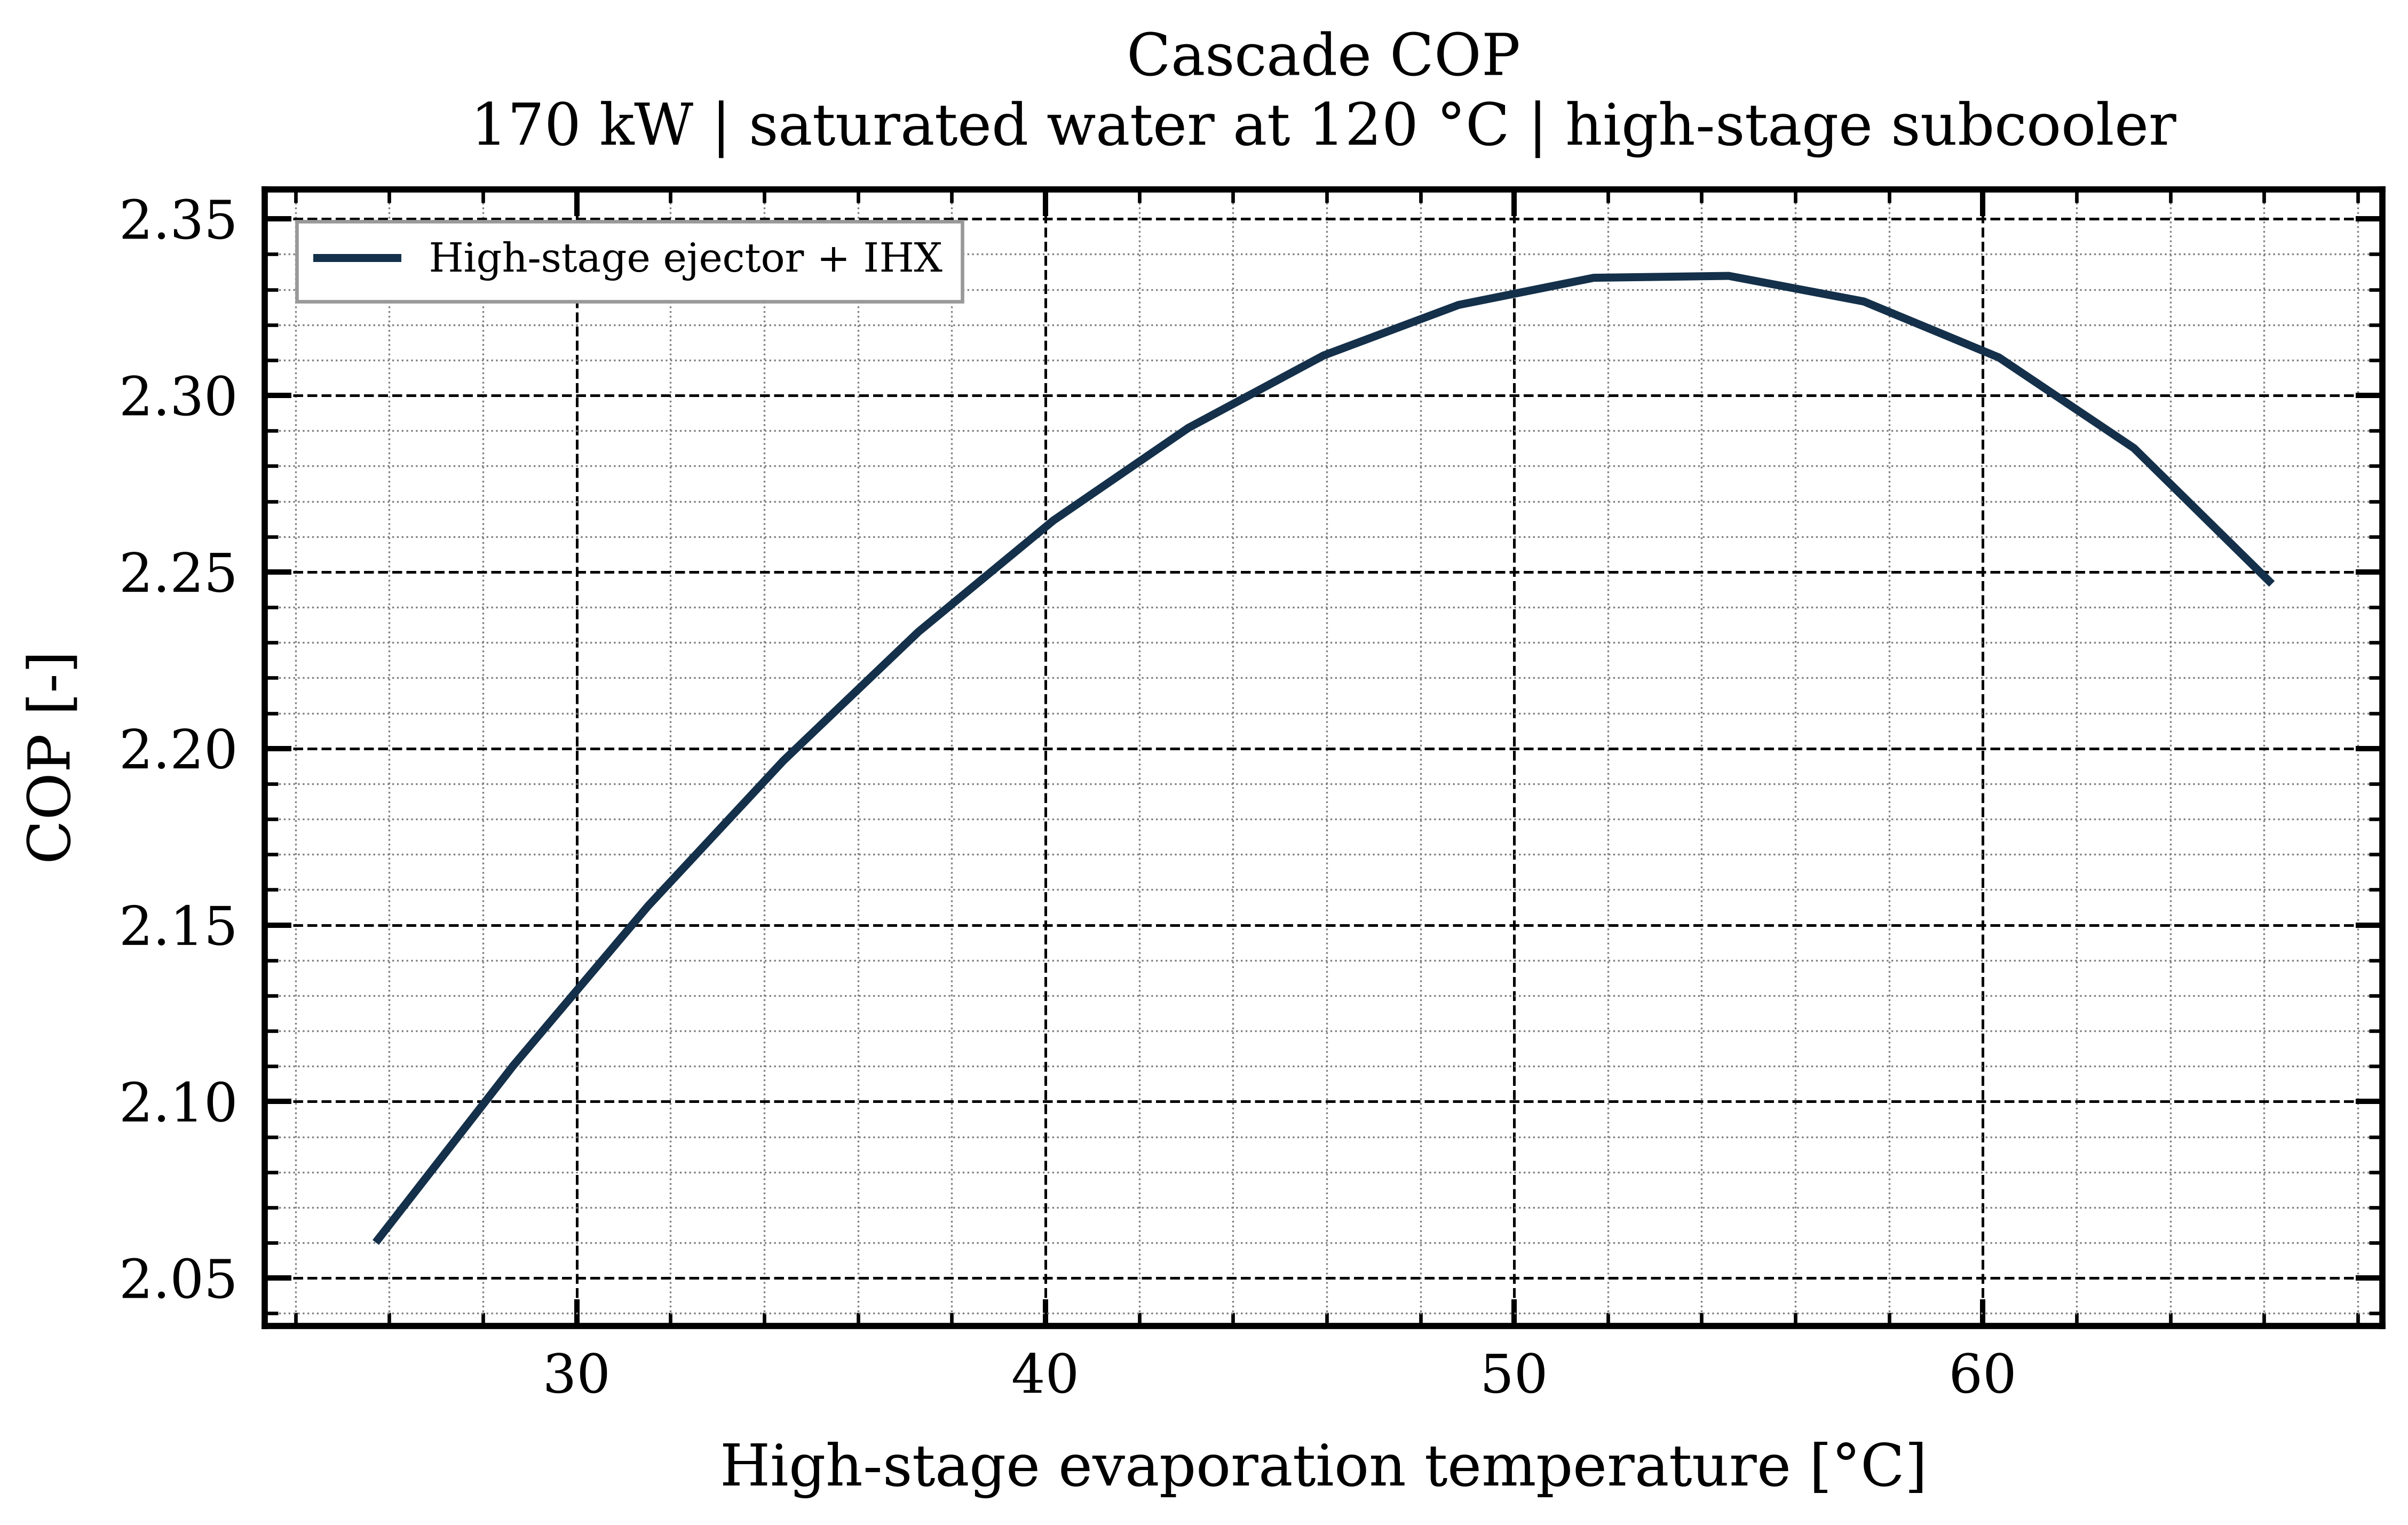 Cascade COP
170 kW | saturated water at 120 °C | high-stage subcooler
High-stage ejector + IHX
COP [-]
2.35
2.30
2.25
2.20
2.15
2.10
2.05
30 40 50 60
High-stage evaporation temperature [°C]